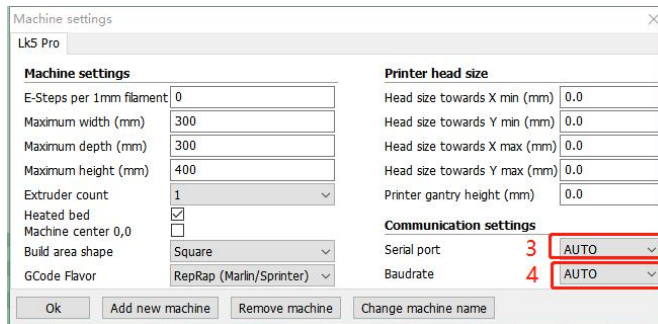 Machine settings
Lk5 Pro
Machine settings
E-Steps per 1mm filament 0
Maximum width (mm) 300
Maximum depth (mm) 300
Maximum height (mm) 400
Extruder count 1
Heated bed
Machine center 0,0
Build area shape Square
GCode Flavor RepRap (Marlin/Sprinter)
Printer head size
Head size towards X min (mm) 0.0
Head size towards Y min (mm) 0.0
Head size towards X max (mm) 0.0
Head size towards Y max (mm) 0.0
Printer gantry height (mm) 0.0
Communication settings
Serial port 3 AUTO
Baudrate 4 AUTO
Ok Add new machine Remove machine Change machine name